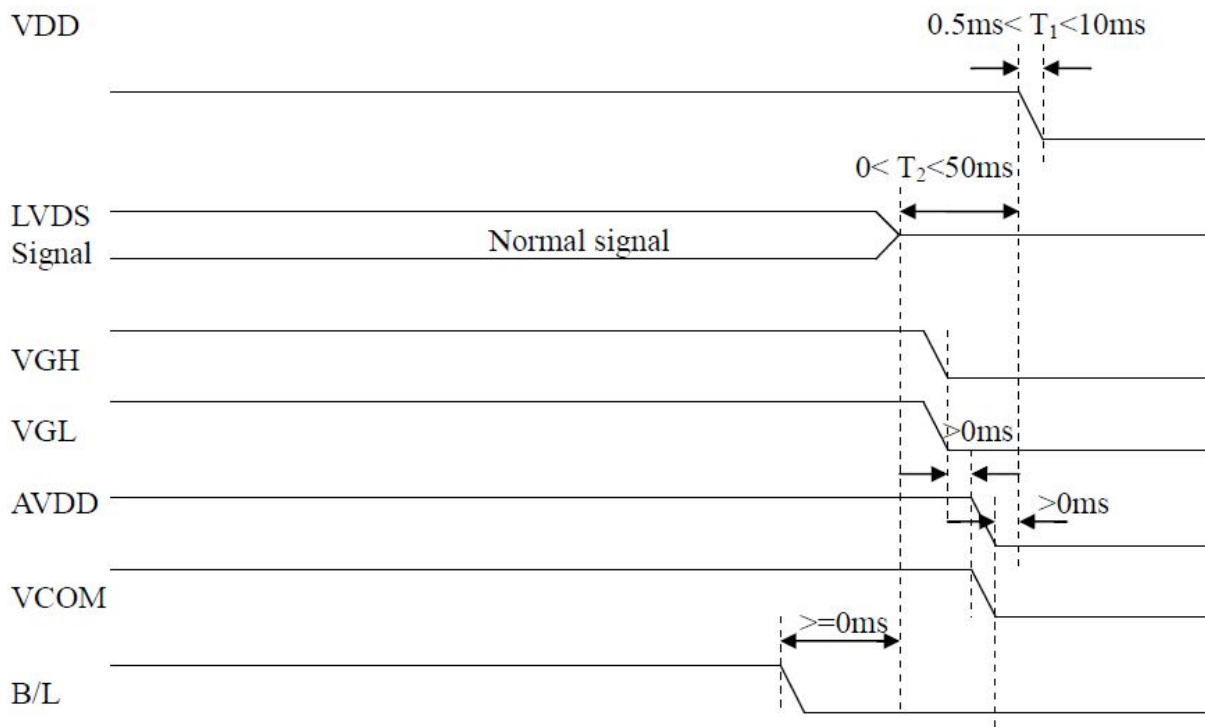 VDD
0.5ms< T₁<10ms
0< T₂<50ms
LVDS
Signal
Normal signal
VGH
VGL
>0ms
AVDD
>0ms
VCOM
>=0ms
B/L